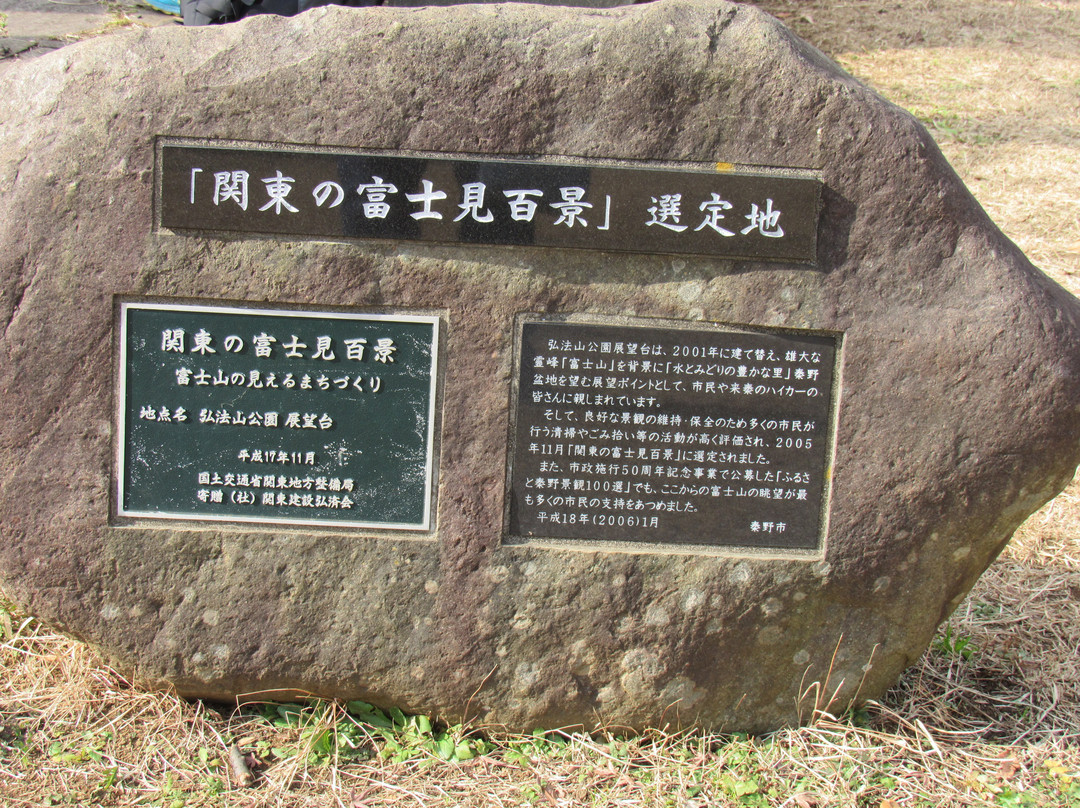 「関東の富士見百景」選定地
関東の富士見百景
富士山の見えるまちづくり
地点名 弘法山公園 展望台
平成17年11月
国土交通省関東地方整備局
寄贈（社）関東建設弘済会
弘法山公園展望台は、2001年に建て替え、雄大な
霊峰「富士山」を背景に「水とみどりの豊かな里」秦野
盆地を望む展望ポイントとして、市民や来秦のハイカーの
皆さんに親しまれています。
そして、良好な景観の維持・保全のため多くの市民が
行う清掃やごみ拾い等の活動が高く評価され、2005
年11月「関東の富士見百景」に選定されました。
また、市政施行50周年記念事業で公募した「ふるさ
と秦野景観100選」でも、ここからの富士山の眺望が最
も多くの市民の支持をあつめました。
平成18年(2006)1月 秦野市